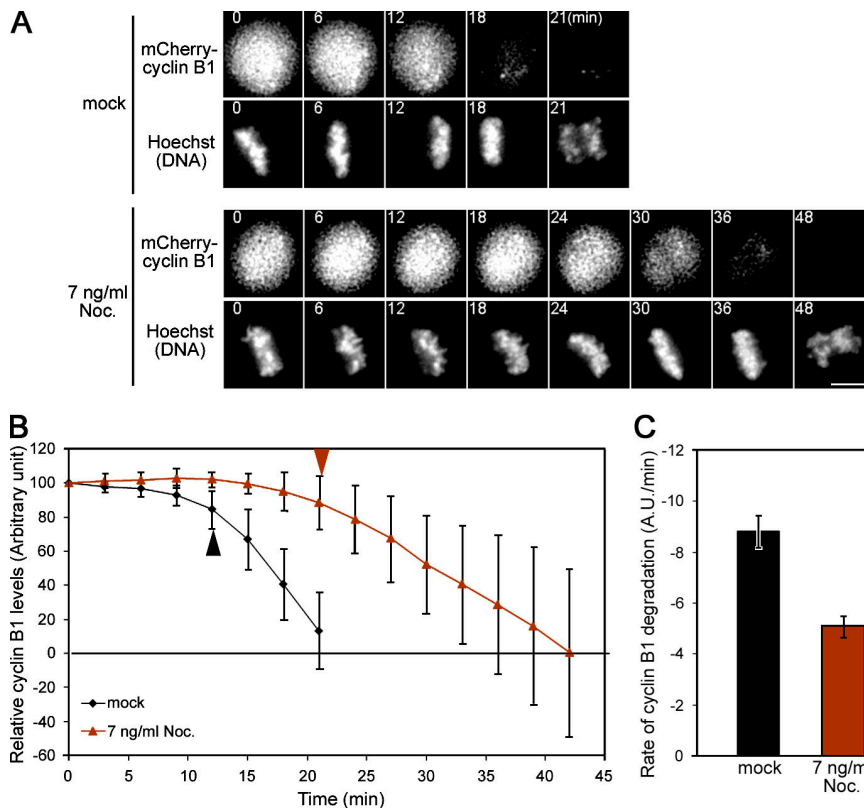 A
mock
mCherry-
cyclin B1
0 6 12 18 21(min)
Hoechst
(DNA)
0 6 12 18 21
7 ng/ml
Noc.
mCherry-
cyclin B1
0 6 12 18 24 30 36 48
Hoechst
(DNA)
0 6 12 18 24 30 36 48
B
Relative cyclin B1 levels (Arbitrary unit)
120
100
80
60
40
20
0
-20
-40
-60
mock
7 ng/ml Noc.
0 5 10 15 20 25 30 35 40 45
Time (min)
C
Rate of cyclin B1 degradation (A.U./min)
-12
-10
-8
-6
-4
-2
0
mock
7 ng/m
Noc.